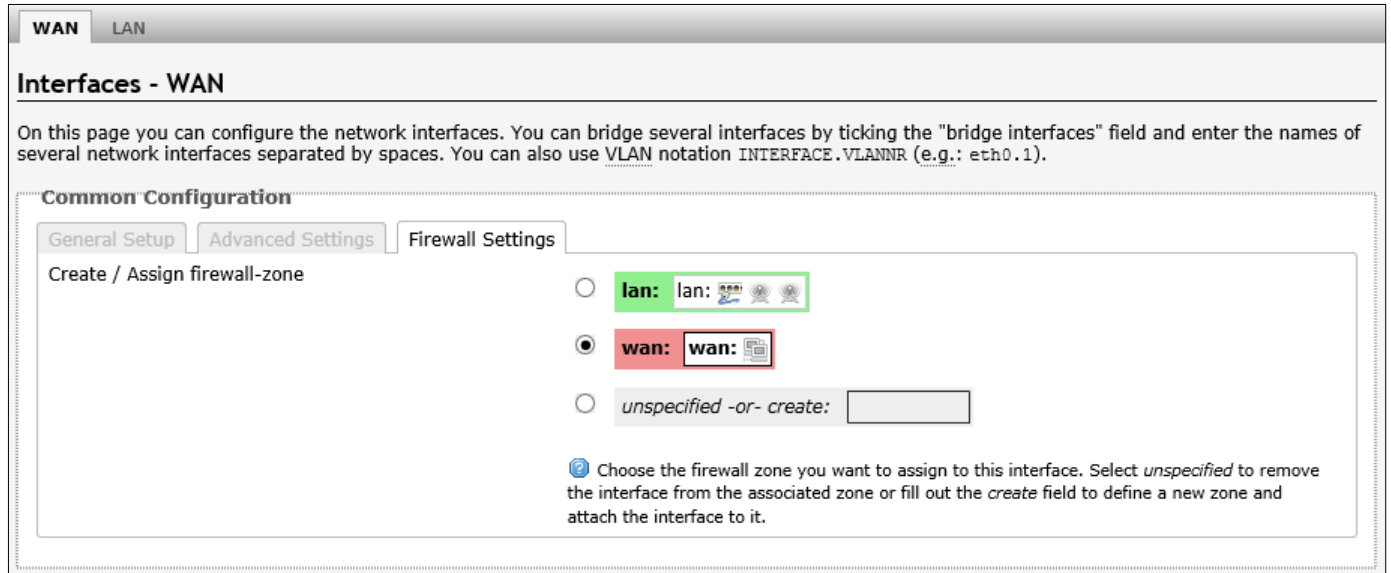 WAN LAN
Interfaces - WAN
On this page you can configure the network interfaces. You can bridge several interfaces by ticking the "bridge interfaces" field and enter the names of
several network interfaces separated by spaces. You can also use VLAN notation INTERFACE.VLANNR (e.g.: eth0.1).
Common Configuration
General Setup Advanced Settings Firewall Settings
Create / Assign firewall-zone
lan: lan:
wan: wan:
unspecified -or- create:
Choose the firewall zone you want to assign to this interface. Select unspecified to remove
the interface from the associated zone or fill out the create field to define a new zone and
attach the interface to it.